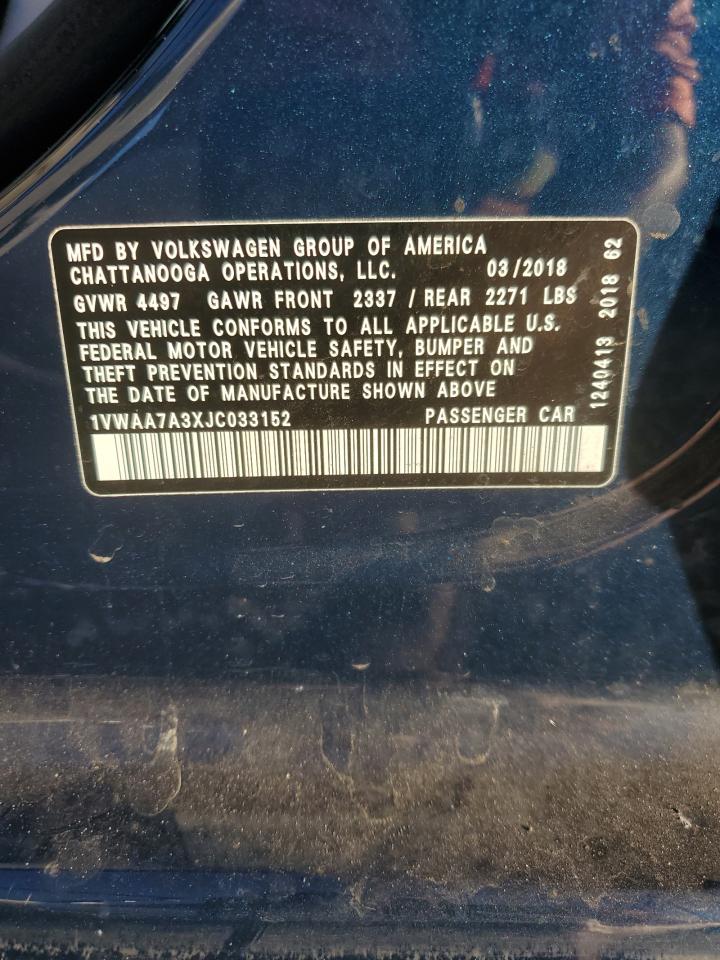 MFD BY VOLKSWAGEN GROUP OF AMERICA
CHATTANOOGA OPERATIONS, LLC. 03/2018
GVWR 4497 GAWR FRONT 2337 / REAR 2271 LBS
THIS VEHICLE CONFORMS TO ALL APPLICABLE U.S.
FEDERAL MOTOR VEHICLE SAFETY, BUMPER AND
THEFT PREVENTION STANDARDS IN EFFECT ON
THE DATE OF MANUFACTURE SHOWN ABOVE
1VWAA7A3XJC033152 PASSENGER CAR
1240419 2018 62